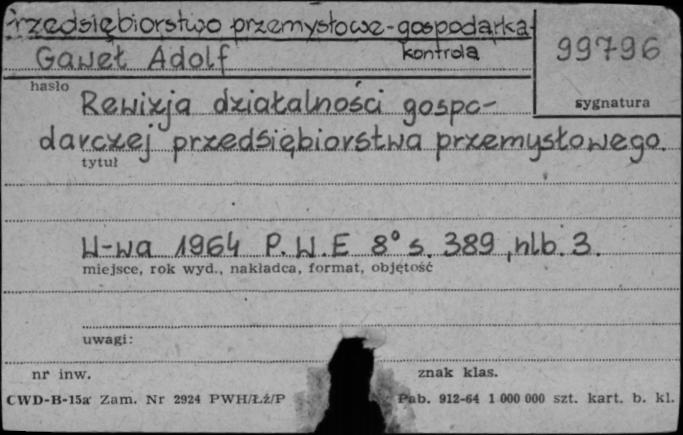 Przedsiębiorstwo przemysłowe - gospodarka -
kontrola
Gaweł Adolf
99796
hasło
sygnatura
Rewizja działalności gospo-
darczej przedsiębiorstwa przemysłowego.
tytuł
W-wa 1964 P.W.E 8° s. 389, nlb. 3.
miejsce, rok wyd., nakładca, format, objętość
uwagi:
nr inw.
znak klas.
CWD-B-15a Zam. Nr 2924 PWH/Łź/P
Pab. 912-64 1 000 000 szt. kart. b. kl.